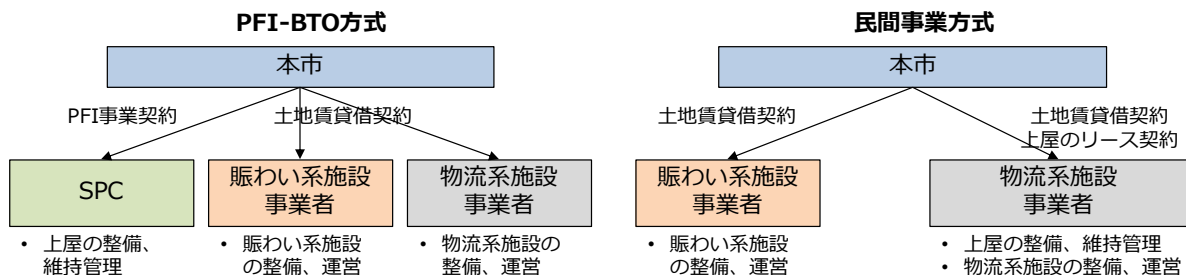 PFI-BTO方式
本市
PFI事業契約
土地賃貸借契約
SPC
賑わい系施設
事業者
物流系施設
事業者
• 上屋の整備、
維持管理
• 賑わい系施設
の整備、運営
• 物流系施設の
整備、運営
民間事業方式
本市
土地賃貸借契約
土地賃貸借契約
上屋のリース契約
賑わい系施設
事業者
物流系施設
事業者
• 賑わい系施設
の整備、運営
• 上屋の整備、維持管理
• 物流系施設の整備、運営